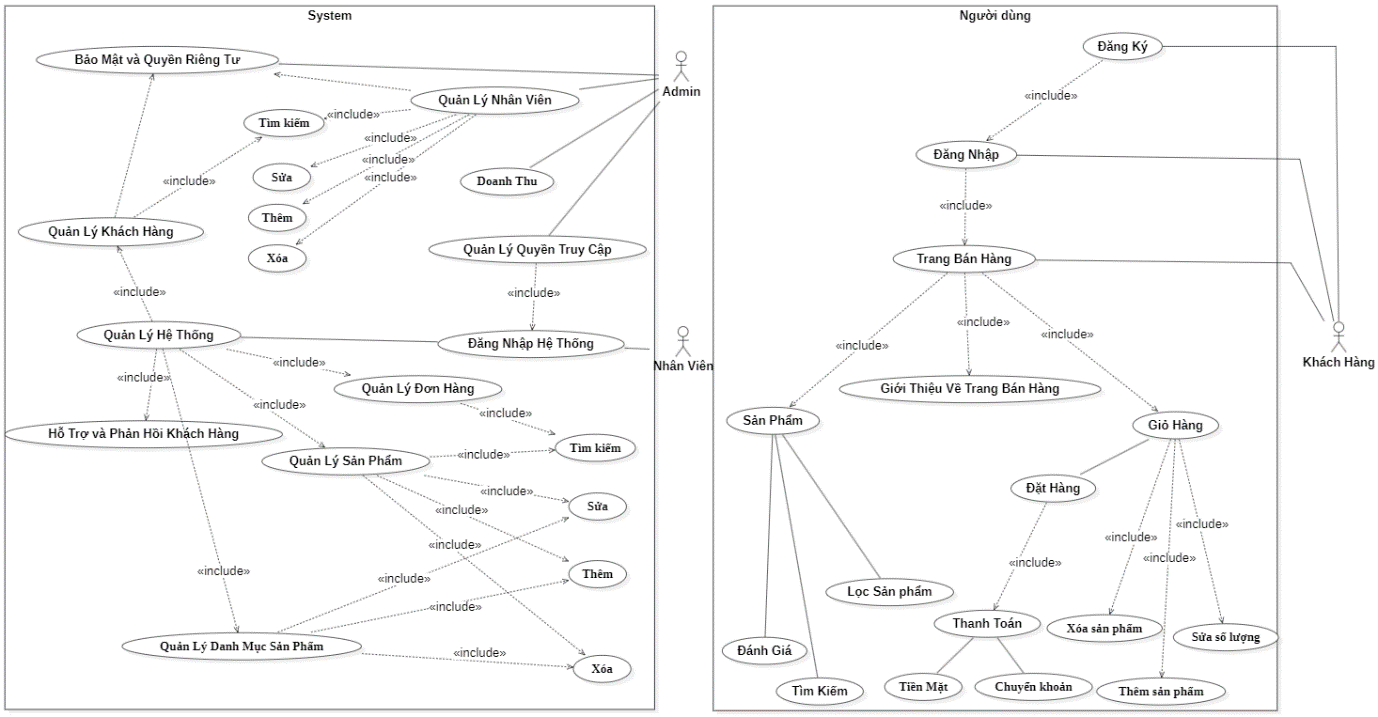 System
Bảo Mật và Quyền Riêng Tư
Admin
Quản Lý Nhân Viên
«include»
Tìm kiếm
«include»
«include»
Sửa
«include»
«include»
Doanh Thu
Thêm
Quản Lý Khách Hàng
Xóa
Quản Lý Quyền Truy Cập
«include»
«include»
Quản Lý Hệ Thống
Đăng Nhập Hệ Thống
Nhân Viên
«include»
«include»
Quản Lý Đơn Hàng
«include»
«include»
Hỗ Trợ và Phản Hồi Khách Hàng
Tìm kiếm
«include»
Quản Lý Sản Phẩm
«include»
Sửa
«include»
«include»
«include»
Thêm
«include»
«include»
Quản Lý Danh Mục Sản Phẩm
«include»
Xóa
Người dùng
Đăng Ký
«include»
Đăng Nhập
«include»
Trang Bán Hàng
«include»
«include»
«include»
Khách Hàng
Giới Thiệu Về Trang Bán Hàng
Sản Phẩm
Giỏ Hàng
Đặt Hàng
«include»
«include»
«include»
«include»
Lọc Sản phẩm
Thanh Toán
Xóa sản phẩm
Sửa số lượng
Đánh Giá
Tìm Kiếm
Tiền Mặt
Chuyển khoản
Thêm sản phẩm